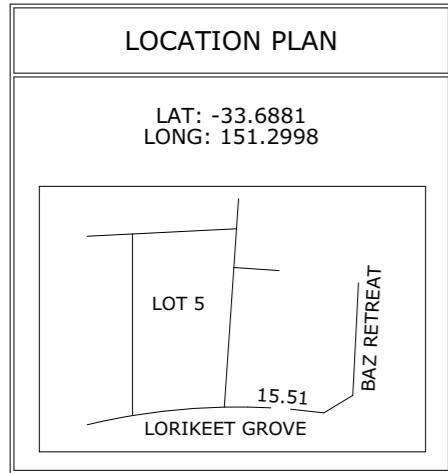 LOCATION PLAN
LAT: -33.6881
LONG: 151.2998
LOT 5
BAZ RETREAT
15.51
LORIKEET GROVE